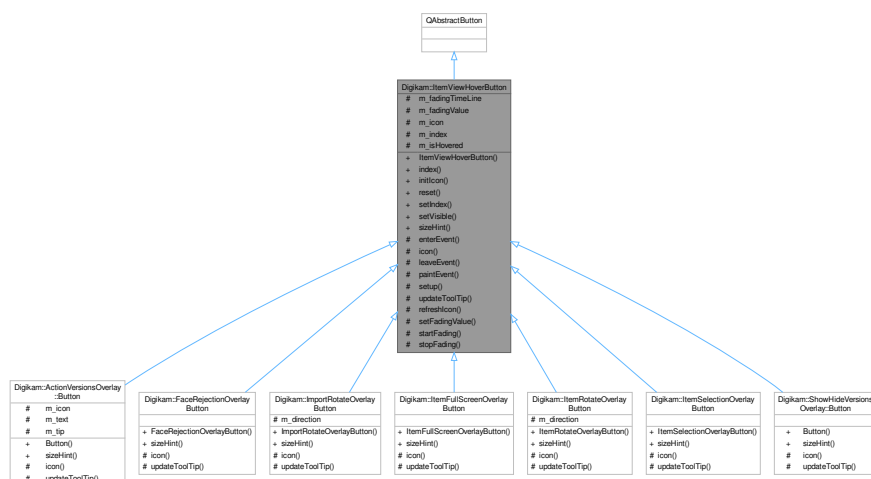 QAbstractButton
Digikam::ItemViewHoverButton
# m_fadingTimeLine
# m_fadingValue
# m_icon
# m_index
# m_isHovered
+ ItemViewHoverButton()
+ index()
+ initIcon()
+ reset()
+ setIndex()
+ setVisible()
+ sizeHint()
# enterEvent()
# icon()
# leaveEvent()
# paintEvent()
# setup()
# updateToolTip()
# refreshIcon()
# setFadingValue()
# startFading()
# stopFading()
Digikam::ActionVersionsOverlay
::Button
# m_icon
# m_text
# m_tip
+ Button()
+ sizeHint()
# icon()
# updateToolTip()
Digikam::FaceRejectionOverlay
Button
+ FaceRejectionOverlayButton()
+ sizeHint()
# icon()
# updateToolTip()
Digikam::ImportRotateOverlay
Button
# m_direction
+ ImportRotateOverlayButton()
+ sizeHint()
# icon()
# updateToolTip()
Digikam::ItemFullScreenOverlay
Button
+ ItemFullScreenOverlayButton()
+ sizeHint()
# icon()
# updateToolTip()
Digikam::ItemRotateOverlay
Button
# m_direction
+ ItemRotateOverlayButton()
+ sizeHint()
# icon()
# updateToolTip()
Digikam::ItemSelectionOverlay
Button
+ ItemSelectionOverlayButton()
+ sizeHint()
# icon()
# updateToolTip()
Digikam::ShowHideVersions
Overlay::Button
+ Button()
+ sizeHint()
# icon()
# updateToolTip()